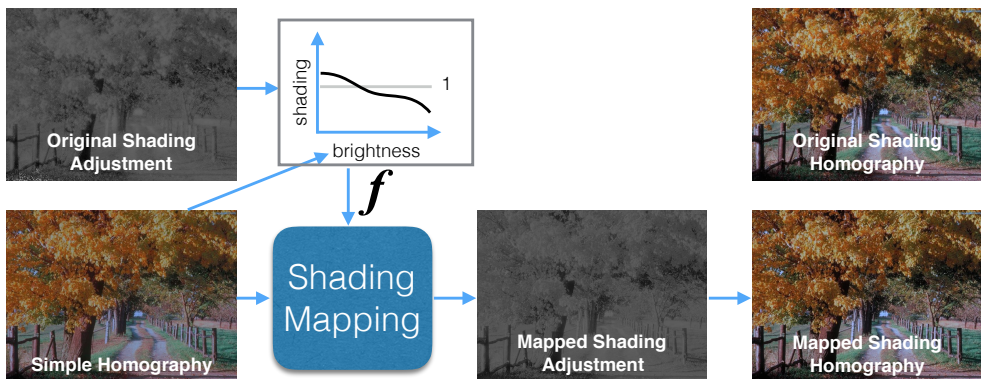 Original Shading
Adjustment
shading
1
brightness
Original Shading
Homography
f
Simple Homography
Shading
Mapping
Mapped Shading
Adjustment
Mapped Shading
Homography